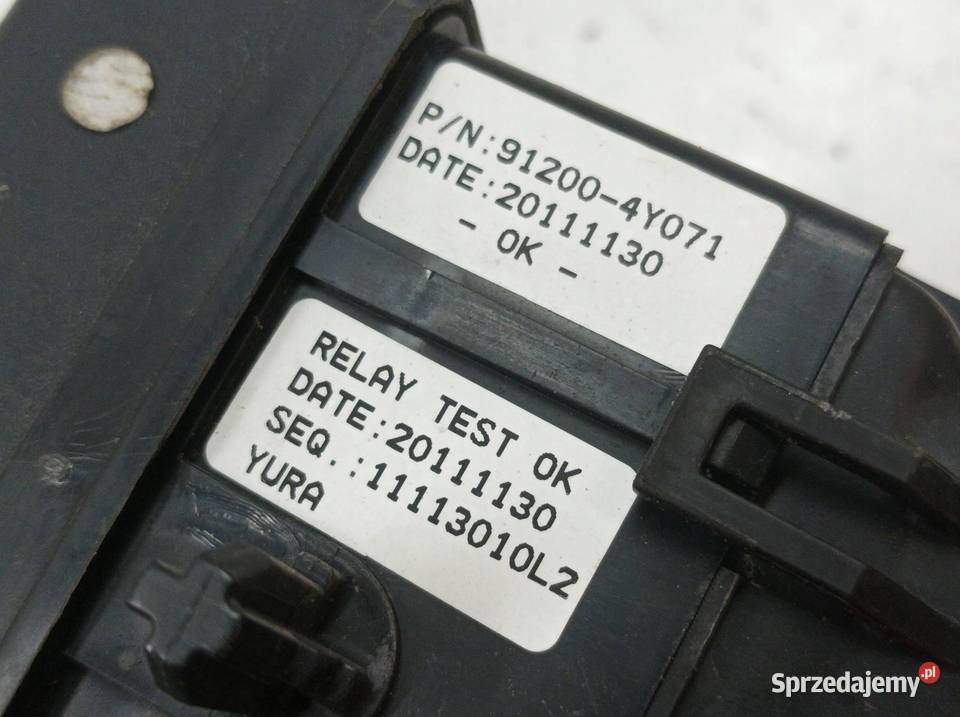 P/N:91200-4Y071
DATE:20111130
- OK -
RELAY TEST OK
DATE:20111130
SEQ.:11113010L2
YURA
Sprzedajemy.pl